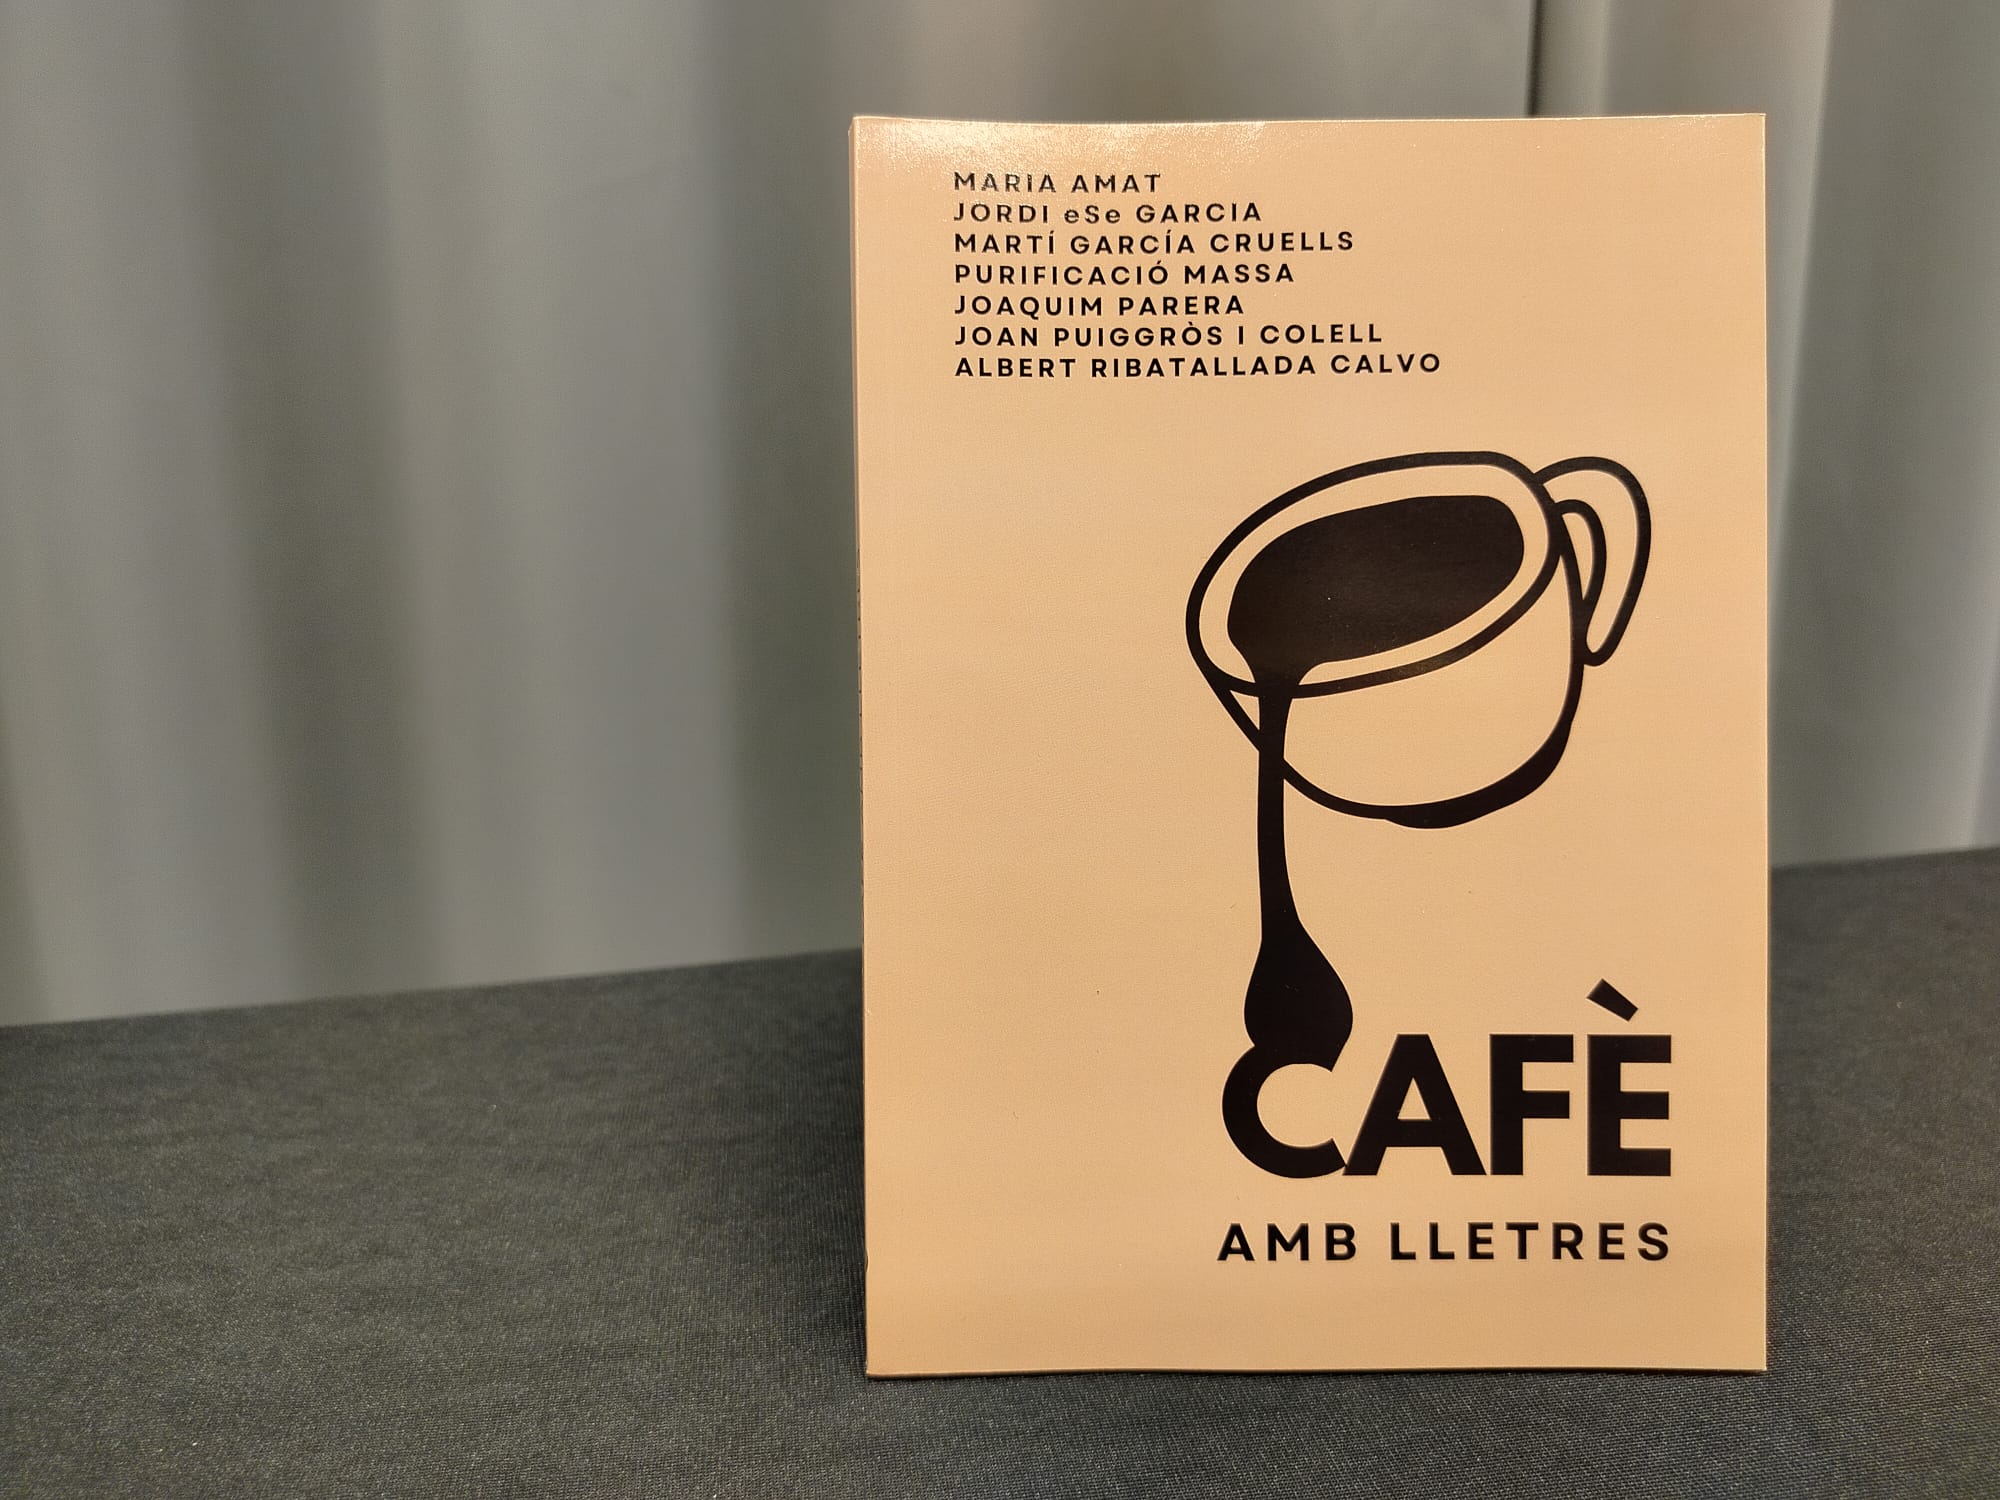 MARIA AMAT
JORDI eSe GARCIA
MARTÍ GARCÍA CRUELLS
PURIFICACIÓ MASSA
JOAQUIM PARERA
JOAN PUIGGRÒS I COLELL
ALBERT RIBATALLADA CALVO
CAFÈ
AMB LLETRES